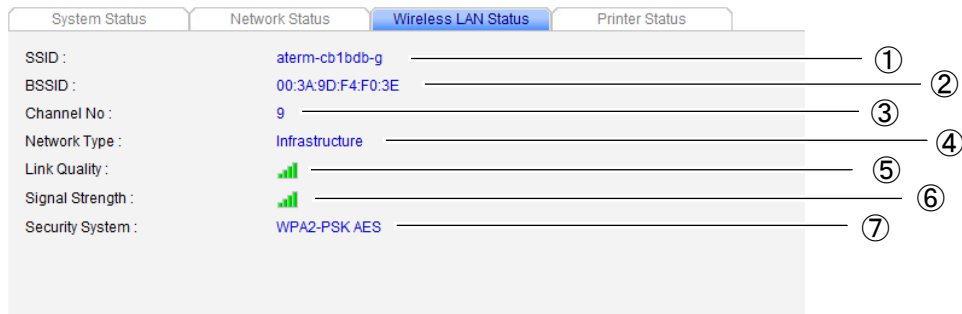 System Status Network Status Wireless LAN Status Printer Status
SSID : aterm-cb1bdb-g ①
BSSID : 00:3A:9D:F4:F0:3E ②
Channel No : 9 ③
Network Type : Infrastructure ④
Link Quality : ⑤
Signal Strength : ⑥
Security System : WPA2-PSK AES ⑦